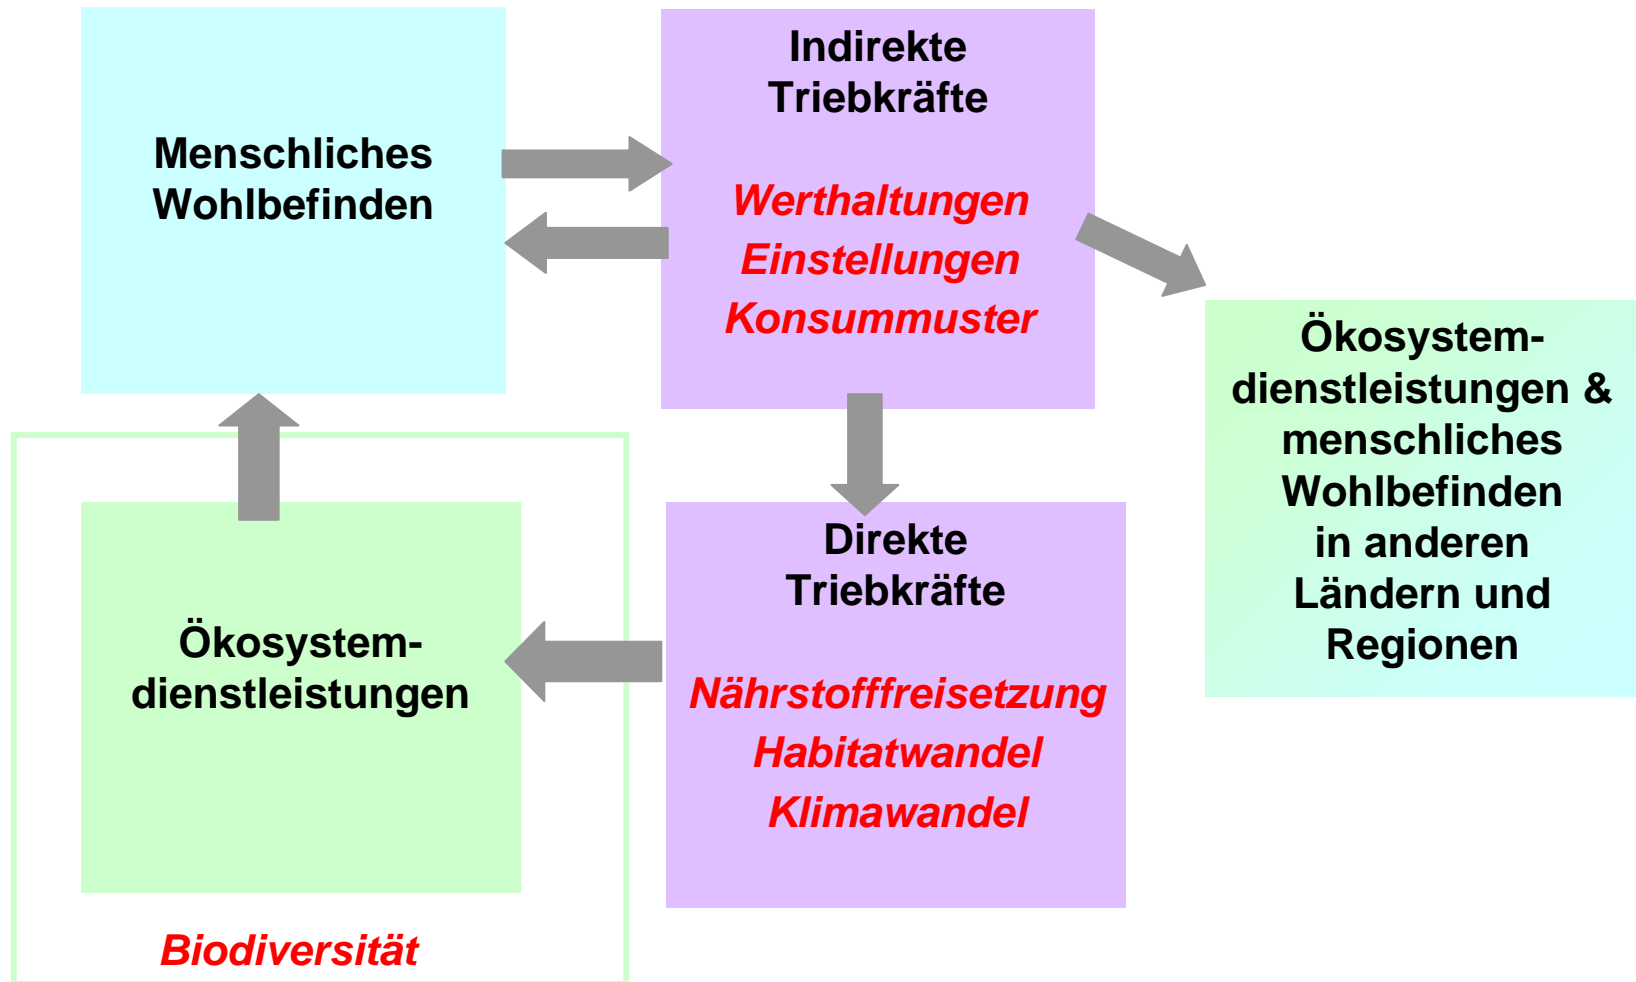 Menschliches
Wohlbefinden
Indirekte
Triebkräfte
Werthaltungen
Einstellungen
Konsummuster
Ökosystem-
dienstleistungen &
menschliches
Wohlbefinden
in anderen
Ländern und
Regionen
Ökosystem-
dienstleistungen
Biodiversität
Direkte
Triebkräfte
Nährstofffreisetzung
Habitatwandel
Klimawandel